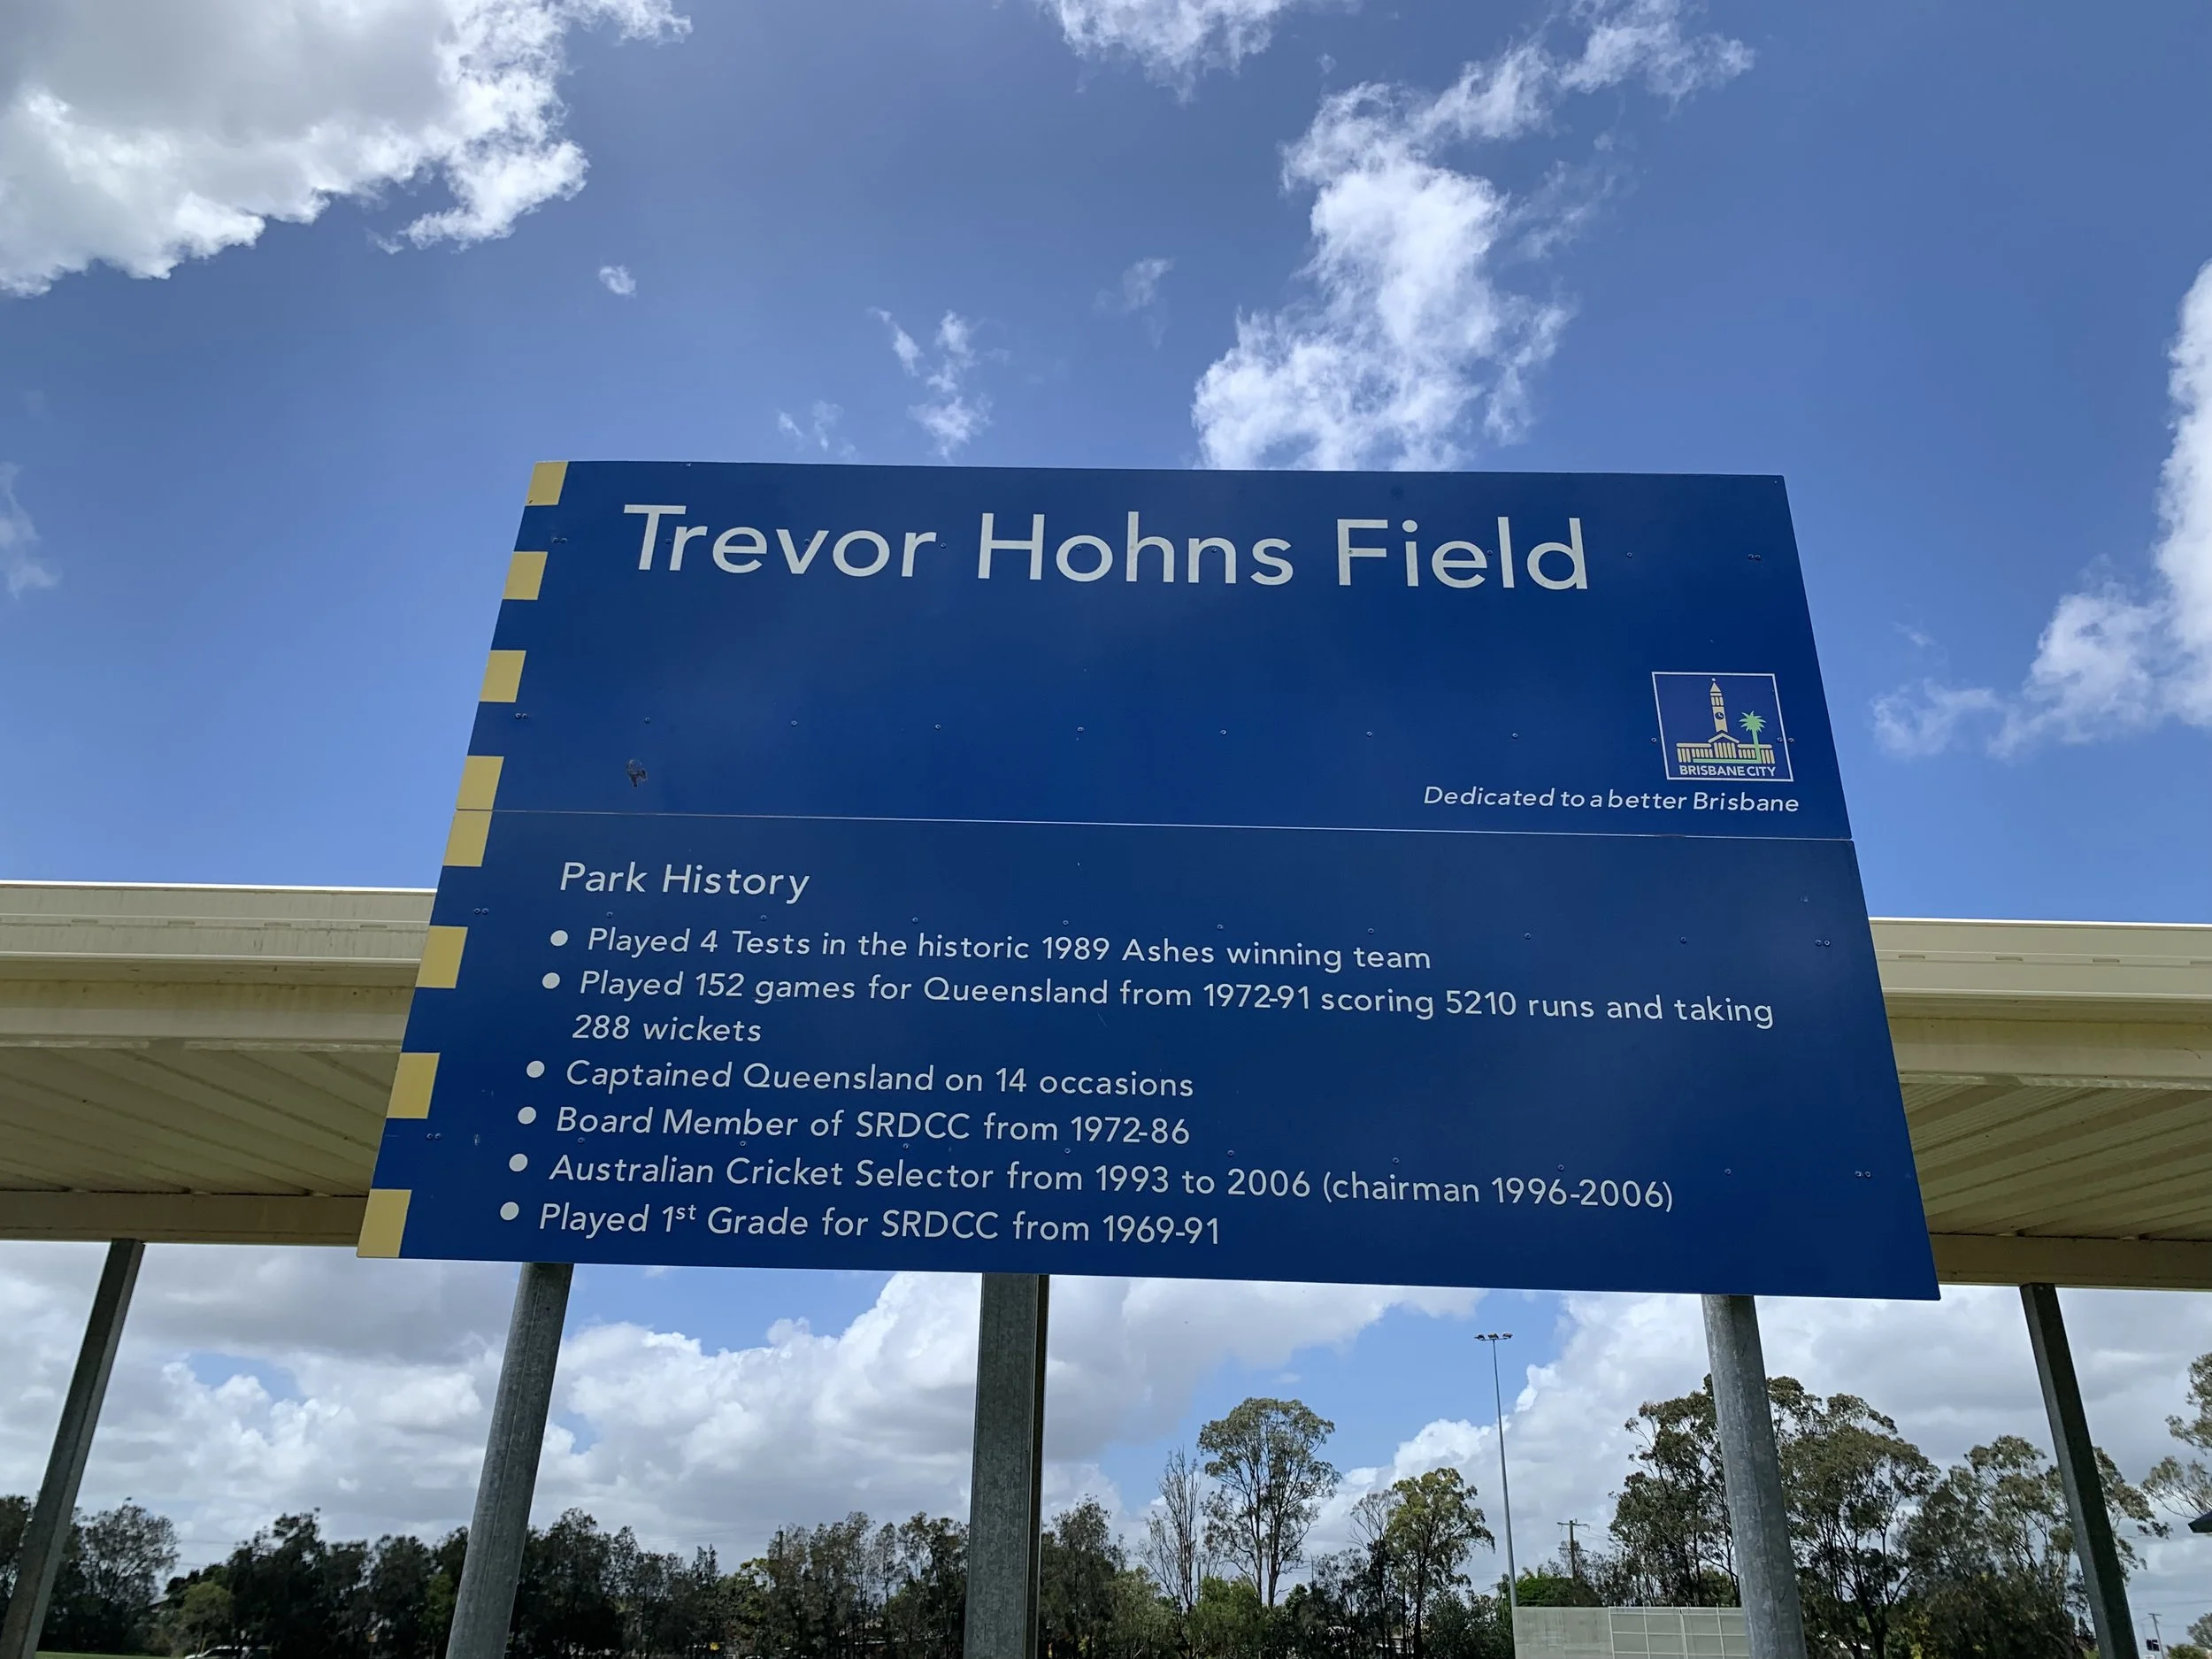 Trevor Hohns Field
BRISBANE CITY
Dedicated to a better Brisbane
Park History
• Played 4 Tests in the historic 1989 Ashes winning team
• Played 152 games for Queensland from 1972-91 scoring 5210 runs and taking
288 wickets
• Captained Queensland on 14 occasions
• Board Member of SRDCC from 1972-86
• Australian Cricket Selector from 1993 to 2006 (chairman 1996-2006)
• Played 1st Grade for SRDCC from 1969-91